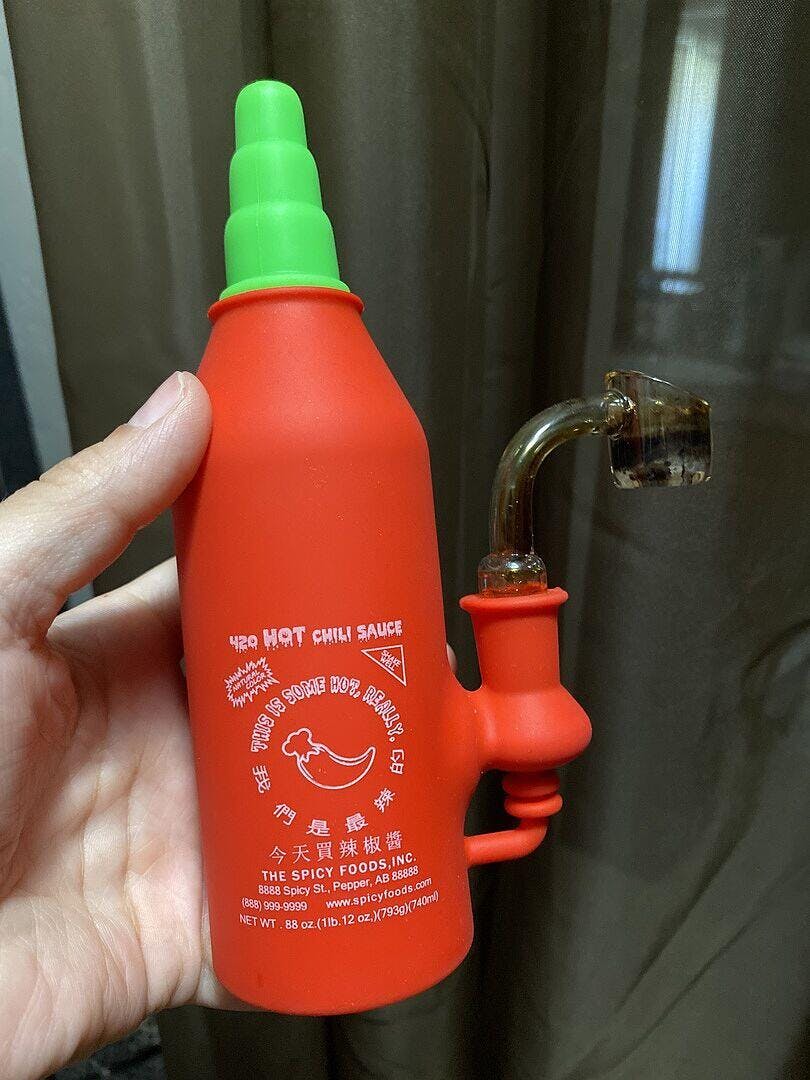 420 HOT CHILI SAUCE
NATURAL
COLOR
SHAKE
WELL
THIS IS SOME HOT, REALLY.
我們是最辣的
今天買辣椒醬
THE SPICY FOODS,INC.
8888 Spicy St., Pepper, AB 88888
(888) 999-9999 www.spicyfoods.com
NET WT . 88 oz.(1lb.12 oz,)(793g)(740ml)